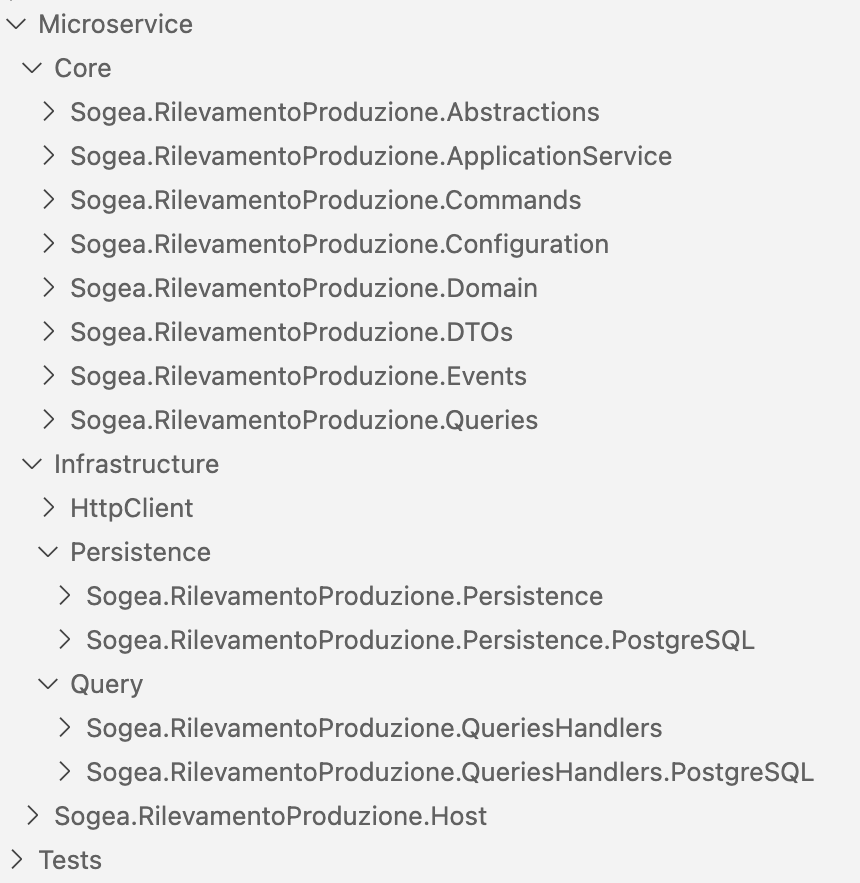 Microservice
Core
Sogea.RilevamentoProduzione.Abstractions
Sogea.RilevamentoProduzione.ApplicationService
Sogea.RilevamentoProduzione.Commands
Sogea.RilevamentoProduzione.Configuration
Sogea.RilevamentoProduzione.Domain
Sogea.RilevamentoProduzione.DTOs
Sogea.RilevamentoProduzione.Events
Sogea.RilevamentoProduzione.Queries
Infrastructure
HttpClient
Persistence
Sogea.RilevamentoProduzione.Persistence
Sogea.RilevamentoProduzione.Persistence.PostgreSQL
Query
Sogea.RilevamentoProduzione.QueriesHandlers
Sogea.RilevamentoProduzione.QueriesHandlers.PostgreSQL
Sogea.RilevamentoProduzione.Host
Tests